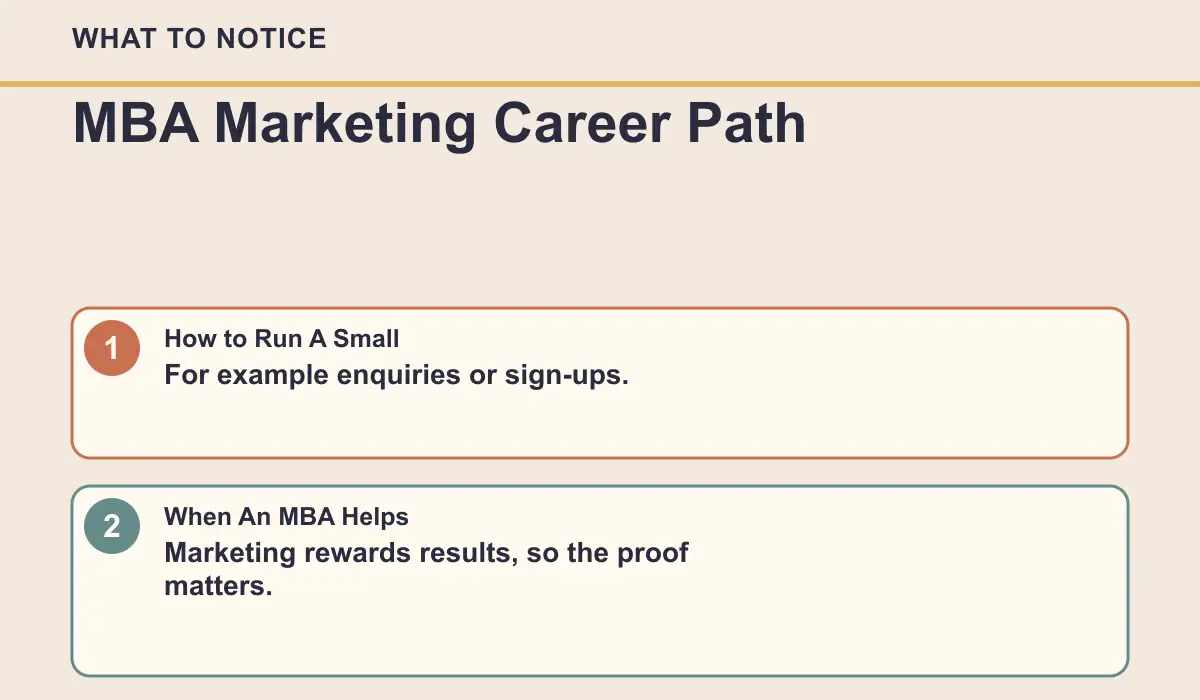 WHAT TO NOTICE
MBA Marketing Career Path
1
How to Run A Small
For example enquiries or sign-ups.
2
When An MBA Helps
Marketing rewards results, so the proof
matters.